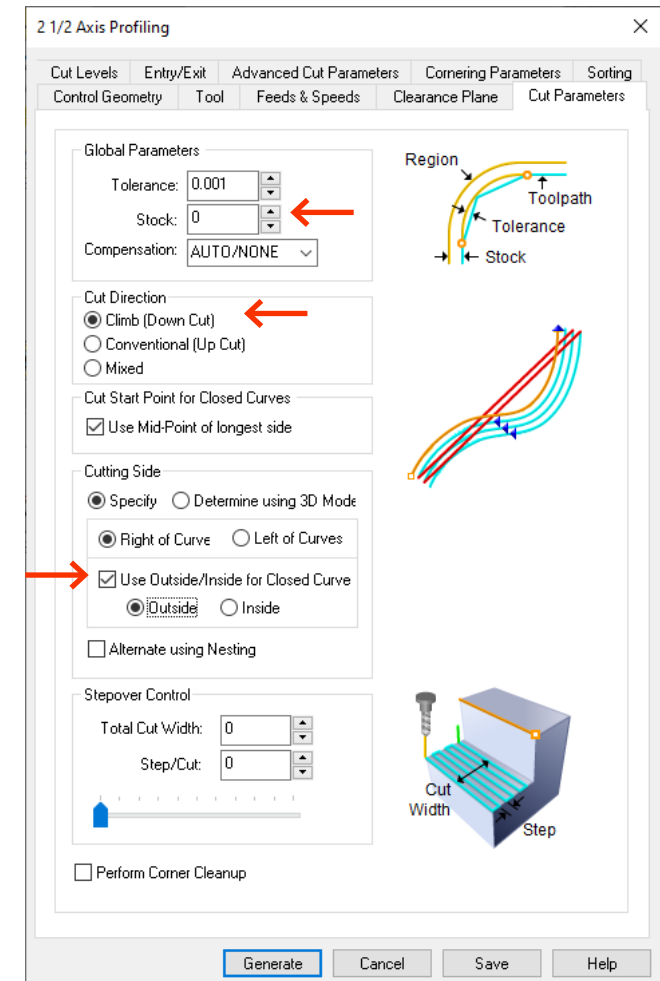 2 1/2 Axis Profiling
Cut Levels Entry/Exit Advanced Cut Parameters Cornering Parameters Sorting
Control Geometry Tool Feeds & Speeds Clearance Plane Cut Parameters
Global Parameters
Tolerance: 0.001
Stock: 0
Compensation: AUTO/NONE
Region
Toolpath
Tolerance
Stock
Cut Direction
Climb (Down Cut)
Conventional (Up Cut)
Mixed
Cut Start Point for Closed Curves
Use Mid-Point of longest side
Cutting Side
Specify Determine using 3D Mode
Right of Curve Left of Curves
Use Outside/Inside for Closed Curve
Outside Inside
Alternate using Nesting
Stepover Control
Total Cut Width: 0
Step/Cut: 0
Cut
Width
Step
Perform Corner Cleanup
Generate Cancel Save Help